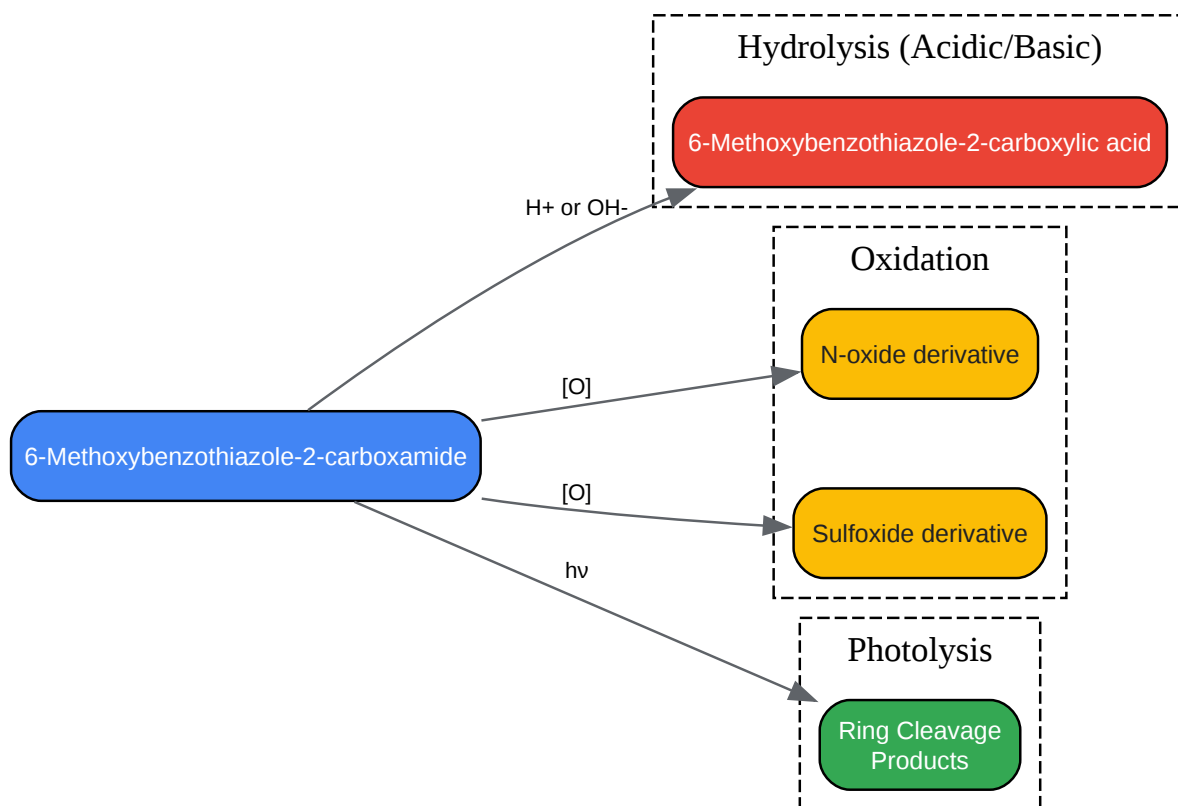 Hydrolysis (Acidic/Basic)
6-Methoxybenzothiazole-2-carboxylic acid
H+ or OH-
Oxidation
N-oxide derivative
[O]
6-Methoxybenzothiazole-2-carboxamide
[O]
Sulfoxide derivative
hν
Photolysis
Ring Cleavage
Products